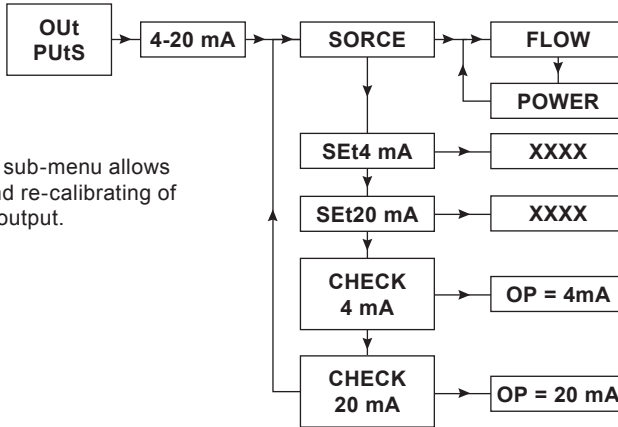 OUt
PUtS
4-20 mA
SORCE
FLOW
POWER
SEt4 mA
XXXX
sub-menu allows
nd re-calibrating of
output.
SEt20 mA
XXXX
CHECK
4 mA
OP = 4mA
CHECK
20 mA
OP = 20 mA